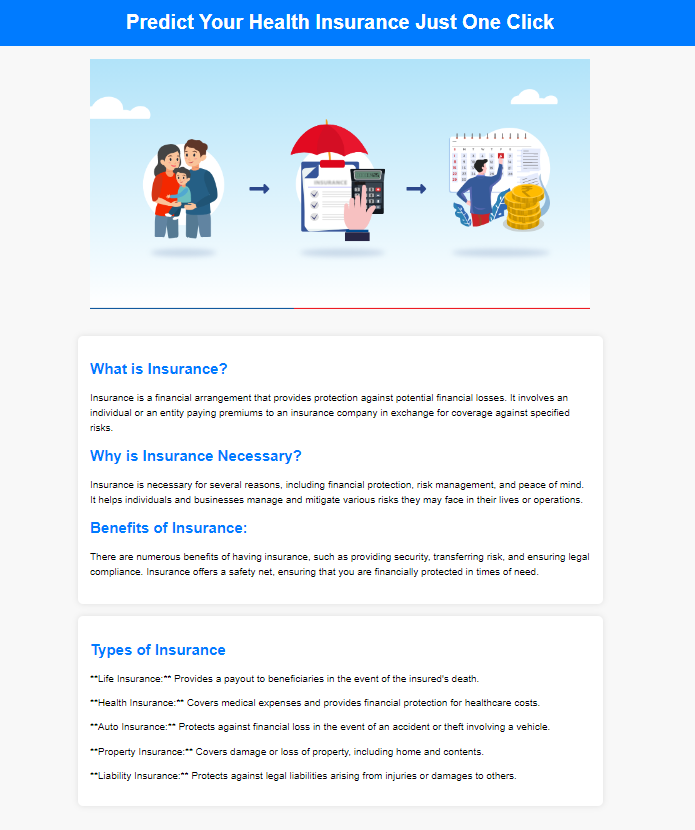 Predict Your Health Insurance Just One Click
INSURANCE
What is Insurance?
Insurance is a financial arrangement that provides protection against potential financial losses. It involves an
individual or an entity paying premiums to an insurance company in exchange for coverage against specified
risks.
Why is Insurance Necessary?
Insurance is necessary for several reasons, including financial protection, risk management, and peace of mind.
It helps individuals and businesses manage and mitigate various risks they may face in their lives or operations.
Benefits of Insurance:
There are numerous benefits of having insurance, such as providing security, transferring risk, and ensuring legal
compliance. Insurance offers a safety net, ensuring that you are financially protected in times of need.
Types of Insurance
**Life Insurance:** Provides a payout to beneficiaries in the event of the insured's death.
**Health Insurance:** Covers medical expenses and provides financial protection for healthcare costs.
**Auto Insurance:** Protects against financial loss in the event of an accident or theft involving a vehicle.
**Property Insurance:** Covers damage or loss of property, including home and contents.
**Liability Insurance:** Protects against legal liabilities arising from injuries or damages to others.